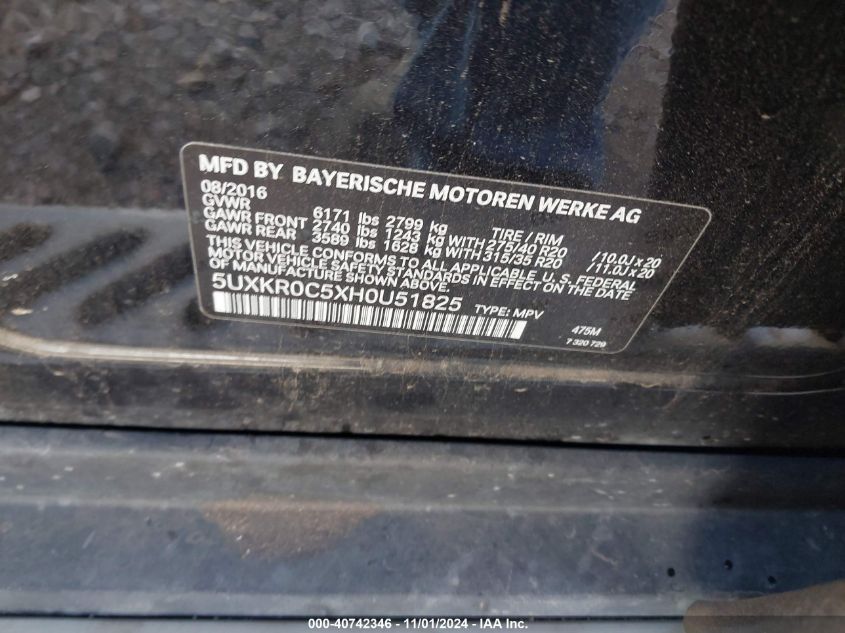 MFD BY BAYERISCHE MOTOREN WERKE AG
08/2016
GVWR 6171 lbs 2799 kg TIRE / RIM
GAWR FRONT 2740 lbs 1243 kg WITH 275/40 R20 / 10.0J x 20
GAWR REAR 3589 lbs 1628 kg WITH 315/35 R20 / 11.0J x 20
THIS VEHICLE CONFORMS TO ALL APPLICABLE U.S. FEDERAL
MOTOR VEHICLE SAFETY STANDARDS IN EFFECT ON THE DATE
OF MANUFACTURE SHOWN ABOVE.
5UXKR0C5XH0U51825 TYPE: MPV
475M
7 320 729
000-40742346 - 11/01/2024 - IAA Inc.